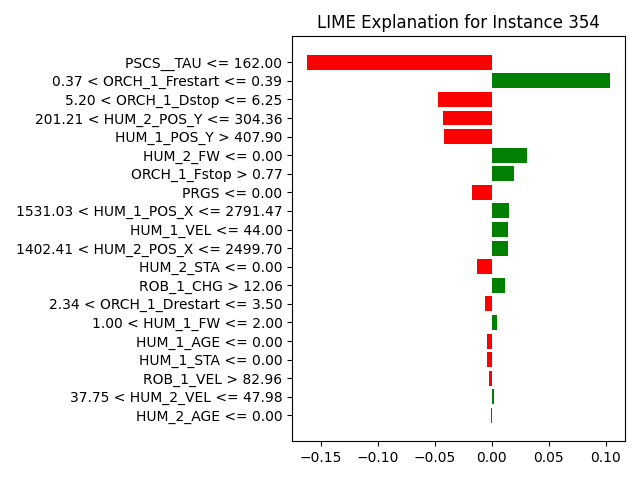 LIME Explanation for Instance 354
PSCS__TAU <= 162.00
0.37 < ORCH_1_Frestart <= 0.39
5.20 < ORCH_1_Dstop <= 6.25
201.21 < HUM_2_POS_Y <= 304.36
HUM_1_POS_Y > 407.90
HUM_2_FW <= 0.00
ORCH_1_Fstop > 0.77
PRGS <= 0.00
1531.03 < HUM_1_POS_X <= 2791.47
HUM_1_VEL <= 44.00
1402.41 < HUM_2_POS_X <= 2499.70
HUM_2_STA <= 0.00
ROB_1_CHG > 12.06
2.34 < ORCH_1_Drestart <= 3.50
1.00 < HUM_1_FW <= 2.00
HUM_1_AGE <= 0.00
HUM_1_STA <= 0.00
ROB_1_VEL > 82.96
37.75 < HUM_2_VEL <= 47.98
HUM_2_AGE <= 0.00
−0.15 −0.10 −0.05 0.00 0.05 0.10